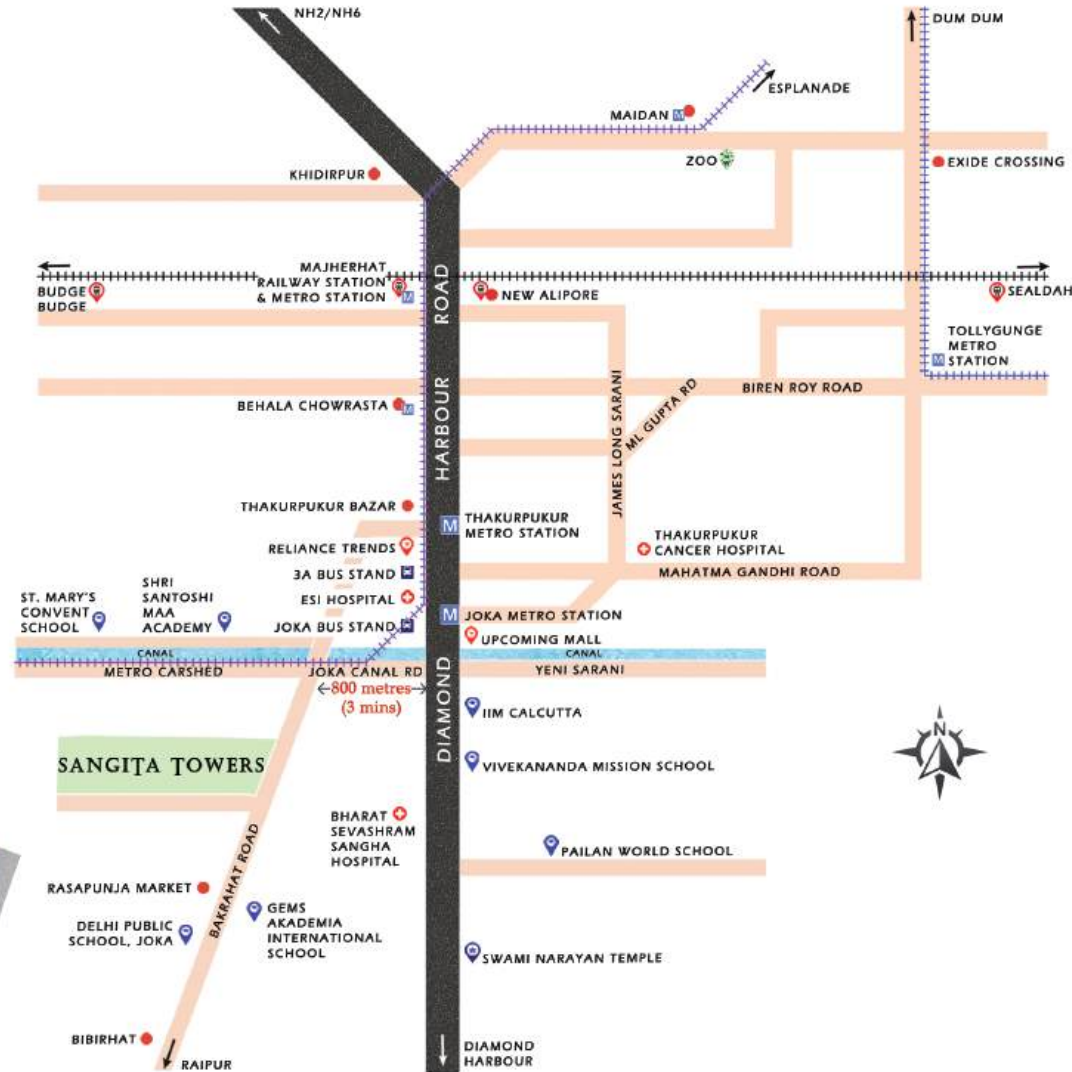 NH2/NH6
DUM DUM
ESPLANADE
MAIDAN M
ZOO
EXIDE CROSSING
KHIDIRPUR
MAJHERHAT
RAILWAY STATION
& METRO STATION M
BUDGE
BUDGE
NEW ALIPORE
SEALDAH
TOLLYGUNGE
METRO
M STATION
BIREN ROY ROAD
BEHALA CHOWRASTA M
JAMES LONG SARANI
ML GUPTA RD
DIAMOND HARBOUR ROAD
THAKURPUKUR BAZAR
M THAKURPUKUR
METRO STATION
RELIANCE TRENDS
THAKURPUKUR
CANCER HOSPITAL
3A BUS STAND
MAHATMA GANDHI ROAD
ESI HOSPITAL
ST. MARY'S
CONVENT
SCHOOL
SHRI
SANTOSHI
MAA
ACADEMY
JOKA BUS STAND
M JOKA METRO STATION
UPCOMING MALL
CANAL
CANAL
METRO CARSHED
JOKA CANAL RD
YENI SARANI
800 metres
(3 mins)
IIM CALCUTTA
SANGITA TOWERS
VIVEKANANDA MISSION SCHOOL
N
BHARAT
SEVASHRAM
SANGHA
HOSPITAL
PAILAN WORLD SCHOOL
BAKRAHAT ROAD
RASAPUNJA MARKET
DELHI PUBLIC
SCHOOL, JOKA
GEMS
AKADEMIA
INTERNATIONAL
SCHOOL
SWAMI NARAYAN TEMPLE
BIBIRHAT
RAIPUR
DIAMOND
HARBOUR